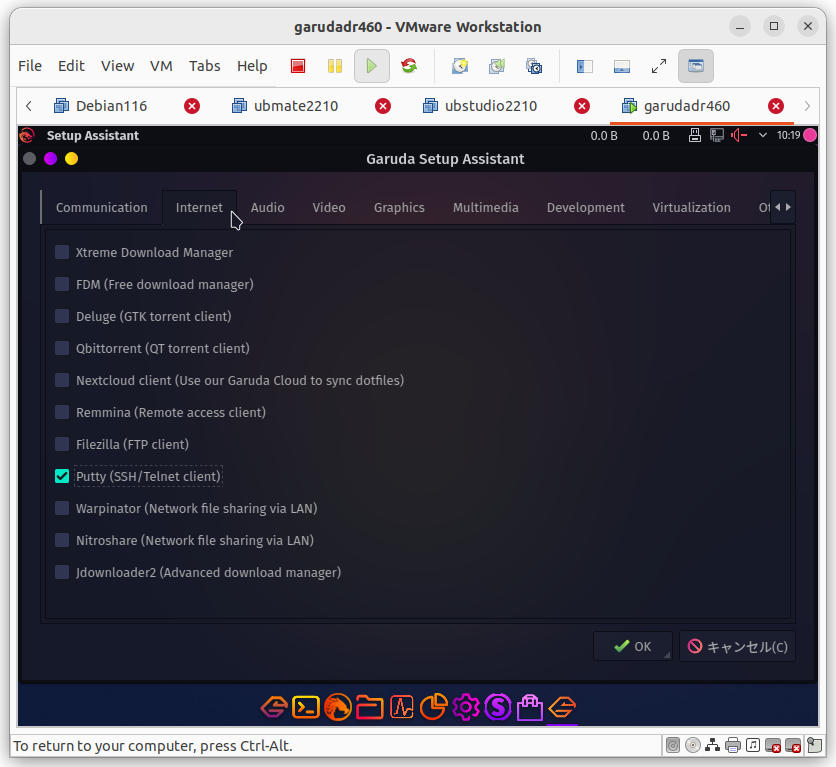 garudadr460 - VMware Workstation
File Edit View VM Tabs Help
Debian116 ubmate2210 ubstudio2210 garudadr460
Setup Assistant 0.0 B 0.0 B 10:19
Garuda Setup Assistant
Communication Internet Audio Video Graphics Multimedia Development Virtualization
Xtreme Download Manager
FDM (Free download manager)
Deluge (GTK torrent client)
Qbittorrent (QT torrent client)
Nextcloud client (Use our Garuda Cloud to sync dotfiles)
Remmina (Remote access client)
Filezilla (FTP client)
Putty (SSH/Telnet client)
Warpinator (Network file sharing via LAN)
Nitroshare (Network file sharing via LAN)
Jdownloader2 (Advanced download manager)
OK キャンセル(C)
To return to your computer, press Ctrl-Alt.